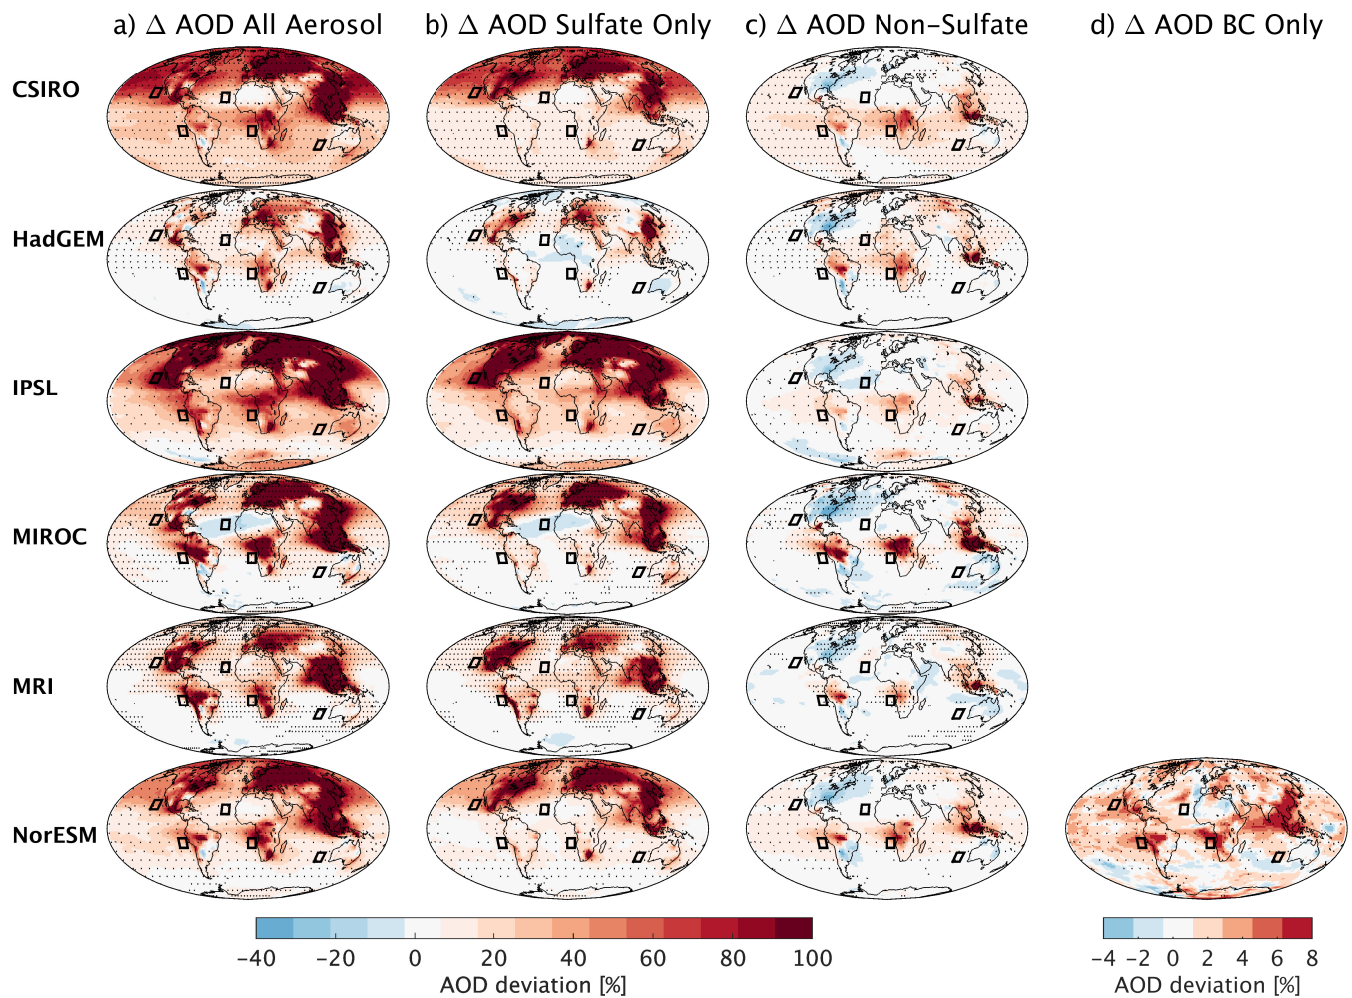 a) Δ AOD All Aerosol b) Δ AOD Sulfate Only c) Δ AOD Non-Sulfate d) Δ AOD BC Only
CSIRO
HadGEM
IPSL
MIROC
MRI
NorESM
-40 -20 0 20 40 60 80 100 -4 -2 0 2 4 6 8
AOD deviation [%] AOD deviation [%]